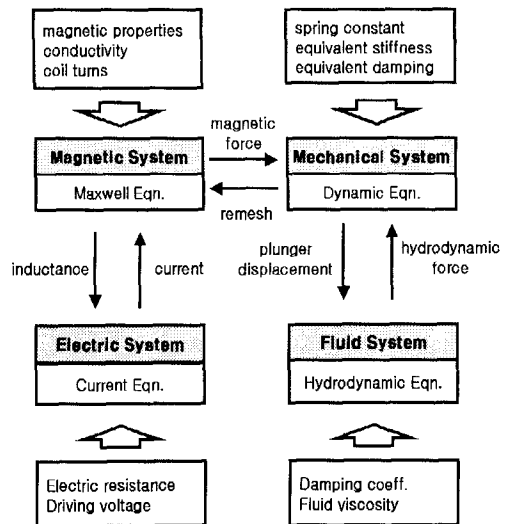 magnetic properties
conductivity
coil turns
spring constant
equivalent stiffness
equivalent damping
magnetic
force
Magnetic System
Maxwell Eqn.
Mechanical System
Dynamic Eqn.
remesh
inductance
current
plunger
displacement
hydrodynamic
force
Electric System
Current Eqn.
Fluid System
Hydrodynamic Eqn.
Electric resistance
Driving voltage
Damping coeff.
Fluid viscosity